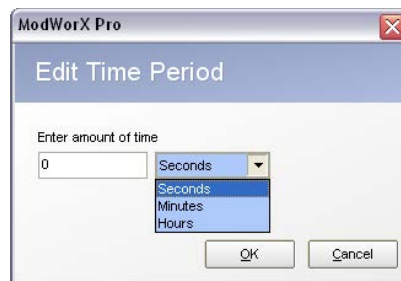 ModWorX Pro
Edit Time Period
Enter amount of time
0 Seconds
Seconds
Minutes
Hours
OK Cancel